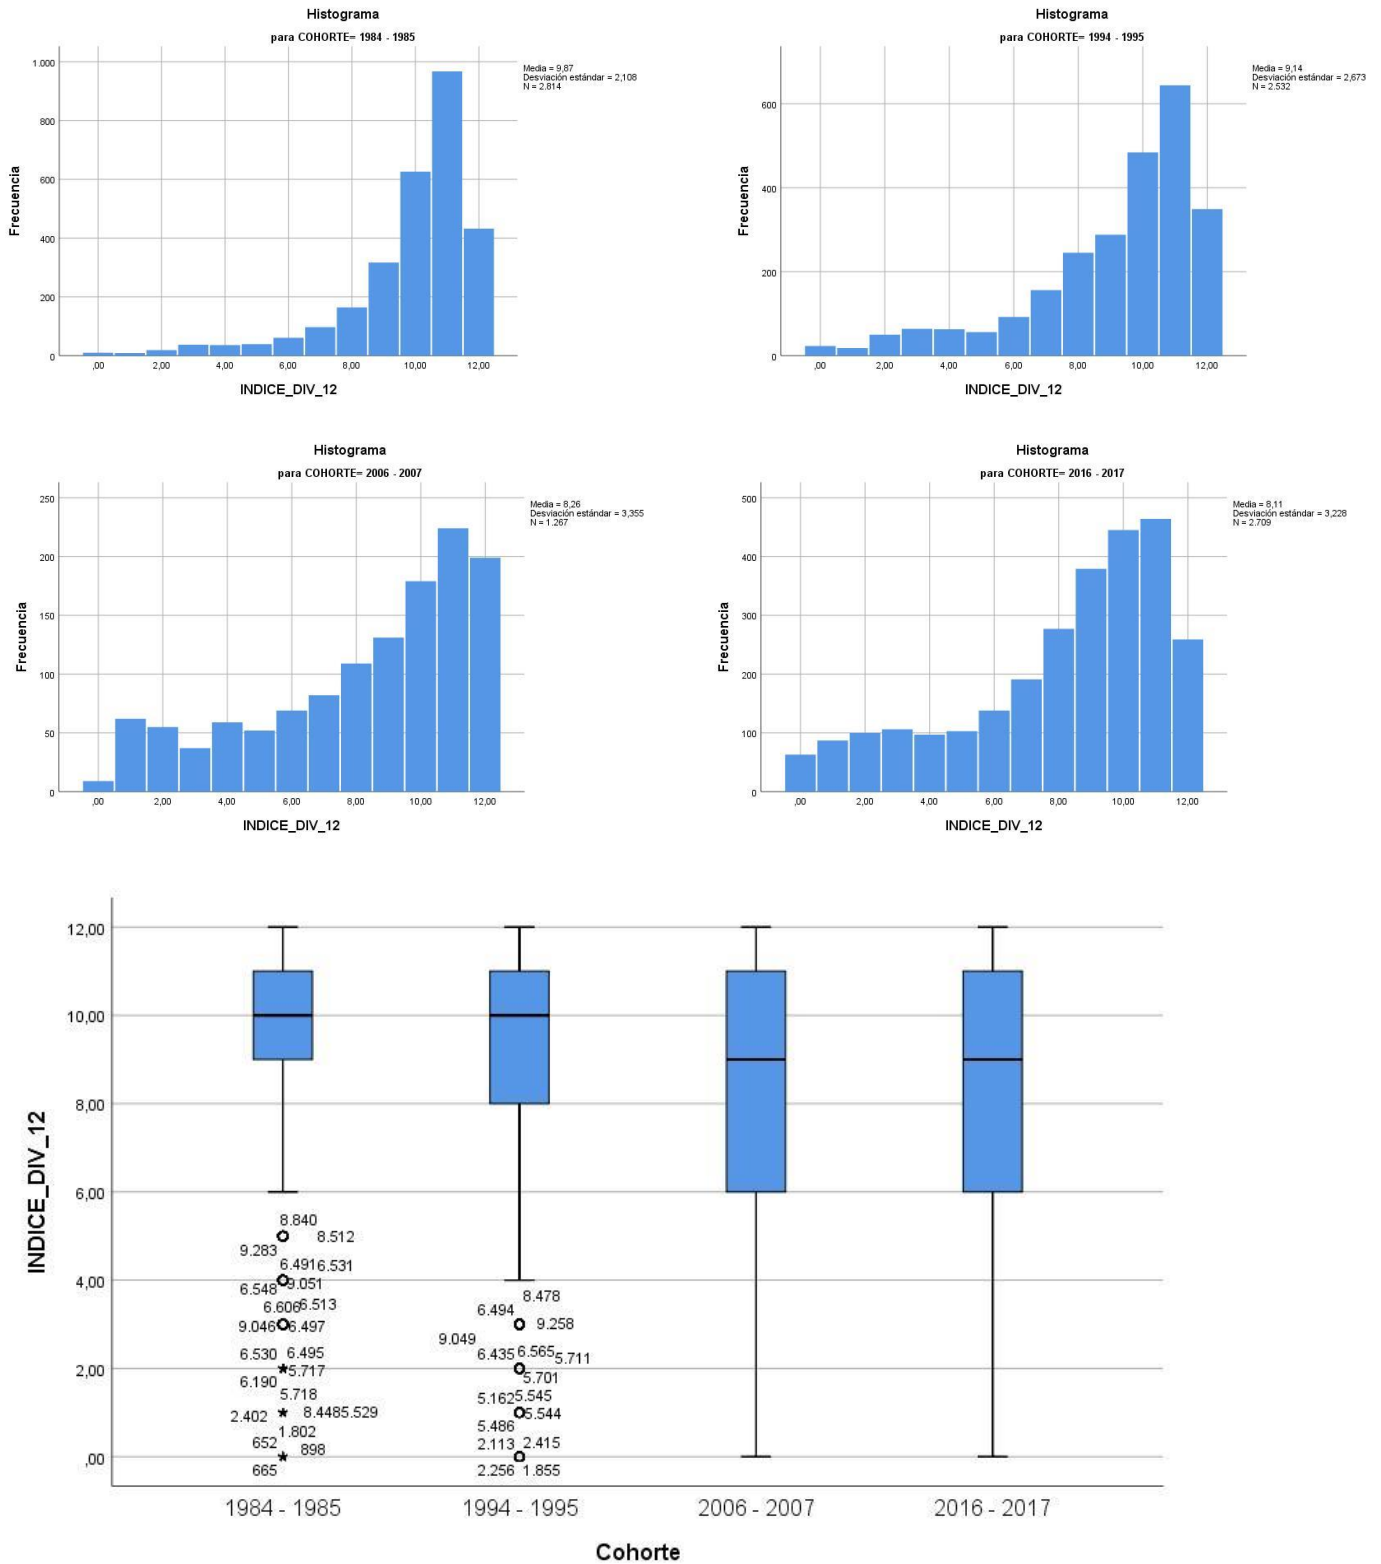 Histograma
para COHORTE= 1984 - 1985
Media = 9,87
Desviación estándar = 2,108
N = 2.814
1.000
800
600
400
200
0
Frecuencia
,00 2,00 4,00 6,00 8,00 10,00 12,00
INDICE_DIV_12
Histograma
para COHORTE= 1994 - 1995
Media = 9,14
Desviación estándar = 2,673
N = 2.532
600
400
200
0
Frecuencia
,00 2,00 4,00 6,00 8,00 10,00 12,00
INDICE_DIV_12
Histograma
para COHORTE= 2006 - 2007
Media = 8,26
Desviación estándar = 3,355
N = 1.267
250
200
150
100
50
0
Frecuencia
,00 2,00 4,00 6,00 8,00 10,00 12,00
INDICE_DIV_12
Histograma
para COHORTE= 2016 - 2017
Media = 8,11
Desviación estándar = 3,228
N = 2.709
500
400
300
200
100
0
Frecuencia
,00 2,00 4,00 6,00 8,00 10,00 12,00
INDICE_DIV_12
12,00
10,00
8,00
6,00
4,00
2,00
,00
INDICE_DIV_12
8.840
8.512
9.283
6.491 6.531
6.548 9.051
6.606 6.513
9.046 6.497
6.530 6.495
5.717
6.190
5.718
2.402 8.448 5.529
1.802
652 898
665
8.478
6.494 9.258
9.049
6.435 6.565 5.711
5.701
5.162 5.545
5.544
5.486
2.113 2.415
2.256 1.855
1984 - 1985 1994 - 1995 2006 - 2007 2016 - 2017
Cohorte